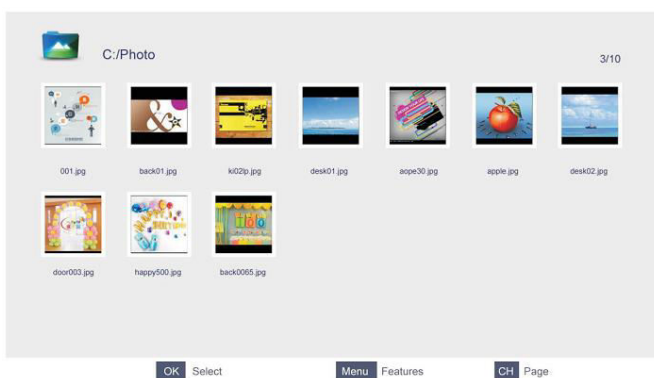 C:/Photo
3/10
001.jpg back01.jpg ki02lp.jpg desk01.jpg aope30.jpg apple.jpg desk02.jpg
door003.jpg happy500.jpg back0065.jpg
OK Select Menu Features CH Page